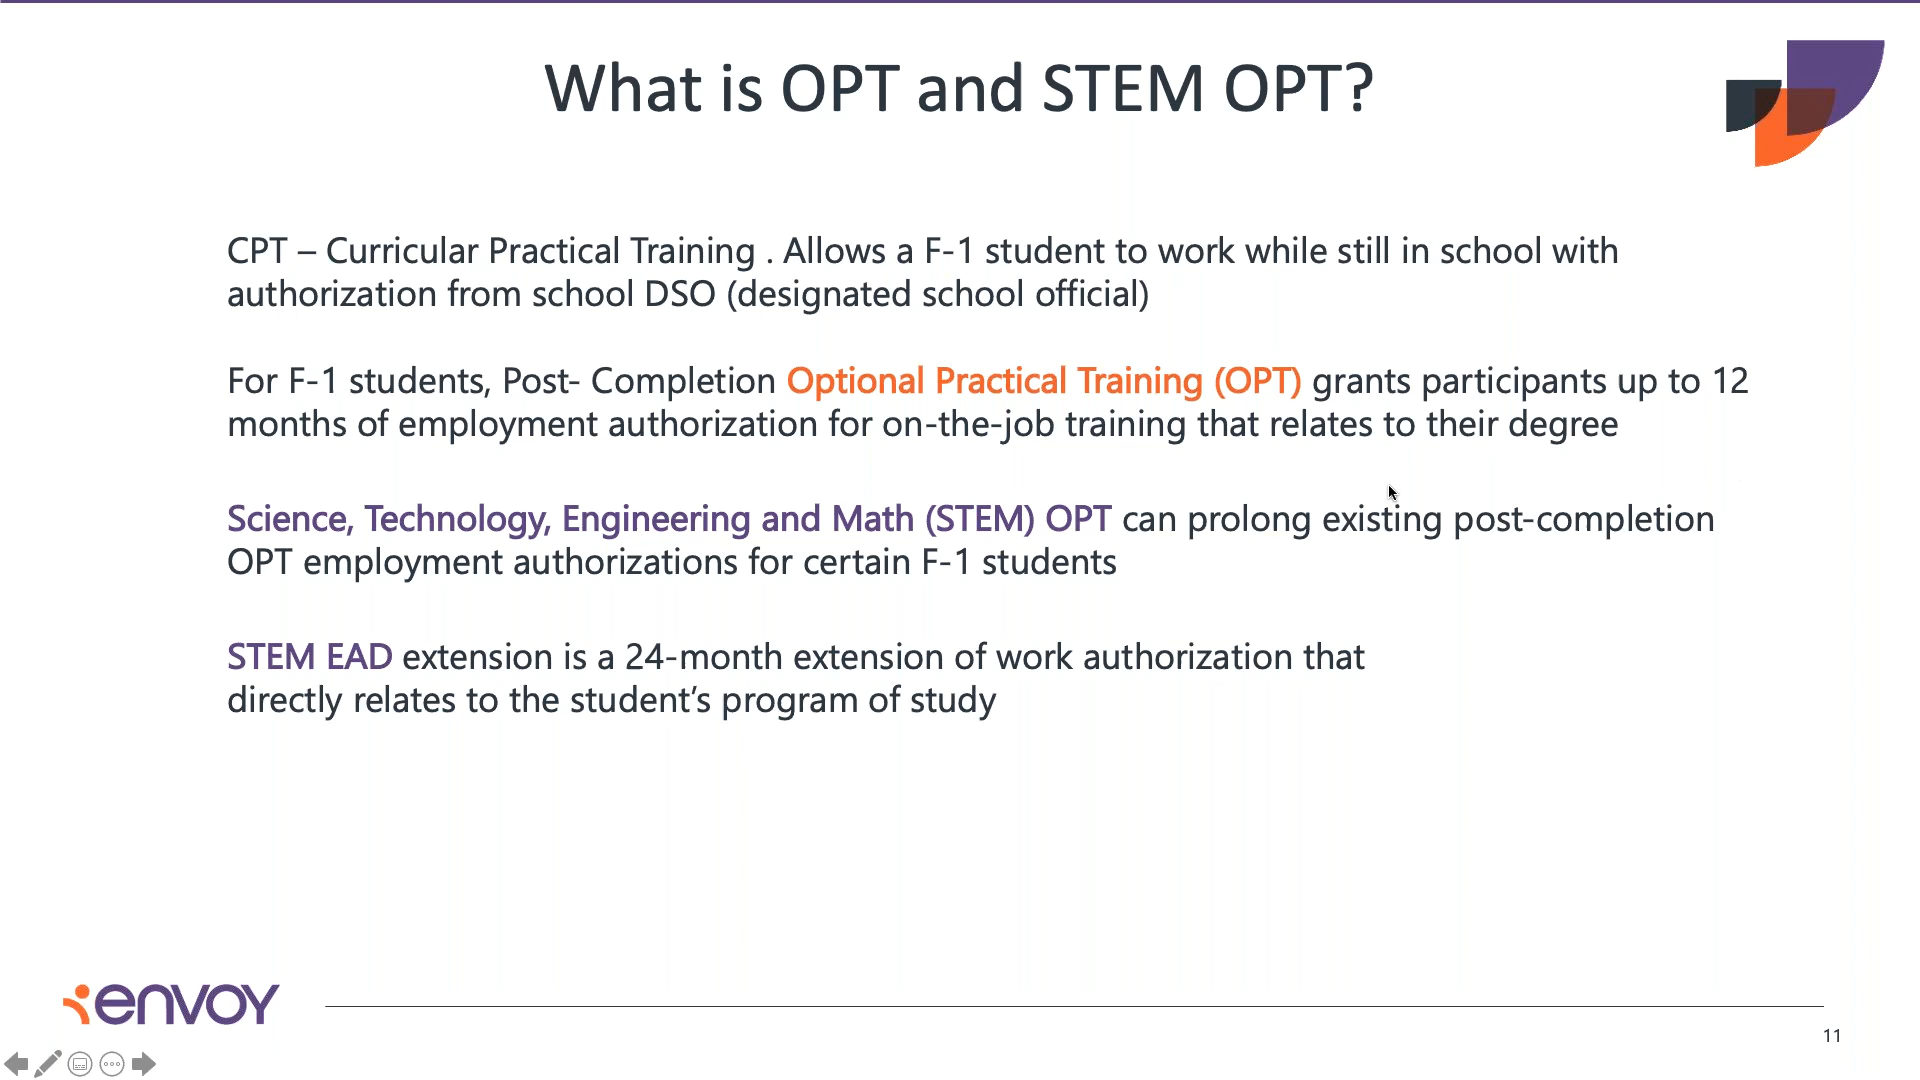 What is OPT and STEM OPT?
CPT – Curricular Practical Training . Allows a F-1 student to work while still in school with
authorization from school DSO (designated school official)
For F-1 students, Post- Completion Optional Practical Training (OPT) grants participants up to 12
months of employment authorization for on-the-job training that relates to their degree
Science, Technology, Engineering and Math (STEM) OPT can prolong existing post-completion
OPT employment authorizations for certain F-1 students
STEM EAD extension is a 24-month extension of work authorization that
directly relates to the student’s program of study
envoy
11